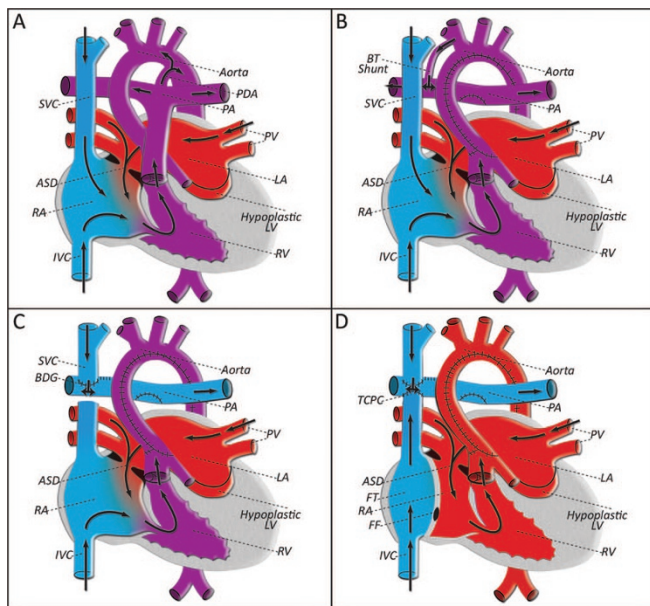 A
Aorta
SVC
PDA
PA
PV
ASD
LA
RA
Hypoplastic
LV
IVC
RV
B
BT
Shunt
Aorta
SVC
PA
PV
ASD
LA
RA
Hypoplastic
LV
IVC
RV
C
SVC
BDG
Aorta
PA
PV
ASD
LA
RA
Hypoplastic
LV
IVC
RV
D
Aorta
TCPC
PA
PV
ASD
LA
FT
RA
Hypoplastic
LV
FF
IVC
RV